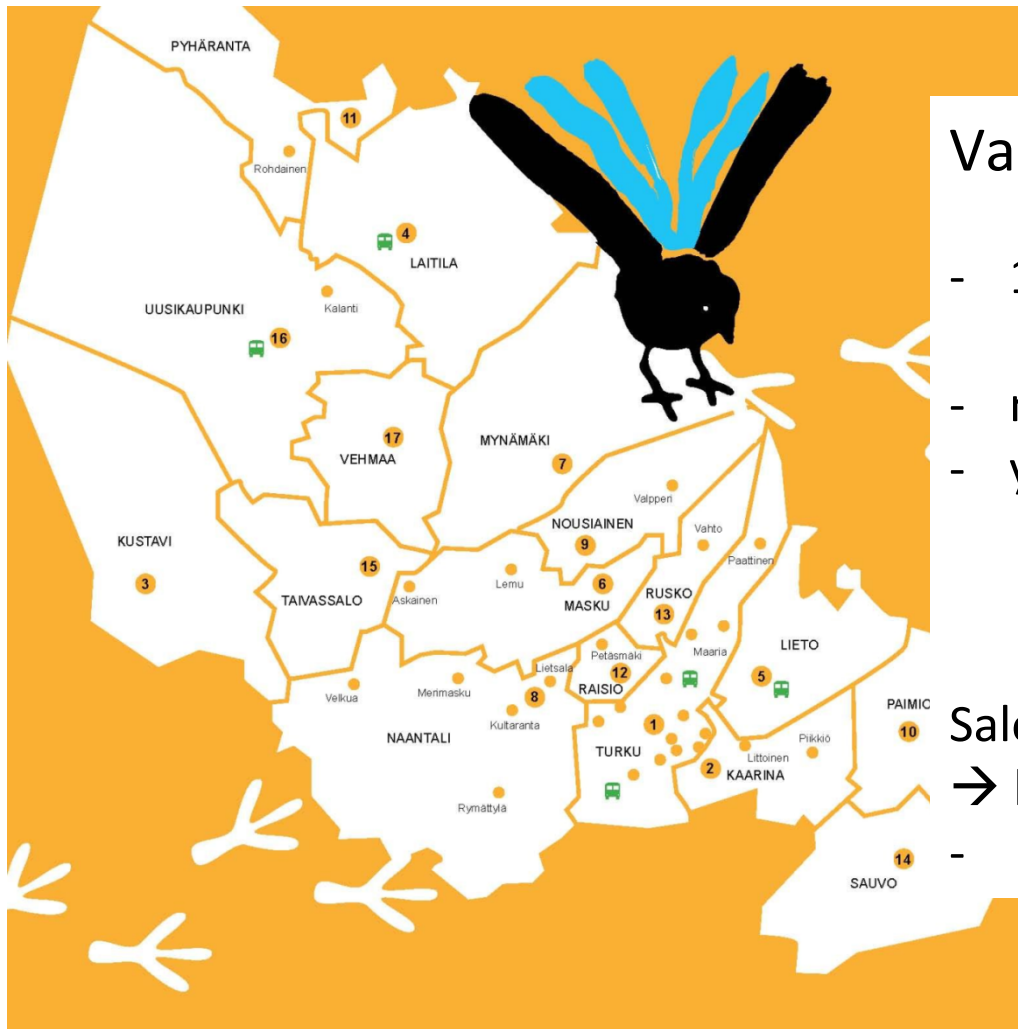 PYHÄRANTA
11
Rohdainen
4
LAITILA
Kalanti
UUSIKAUPUNKI
16
17
VEHMAA
MYNÄMÄKI
7
Valpperi
NOUSIAINEN
9
Vahto
Paattinen
KUSTAVI
3
15
TAIVASSALO
Askainen
Lemu
6
MASKU
RUSKO
13
Maaria
LIETO
5
Petäsmäki
12
RAISIO
Lietsala
8
Velkua
Merimasku
Kultaranta
NAANTALI
Rymättylä
1
TURKU
2
KAARINA
Littoinen
Piikkiö
PAIMIO
10
14
SAUVO
Va
-
-
-
→
-